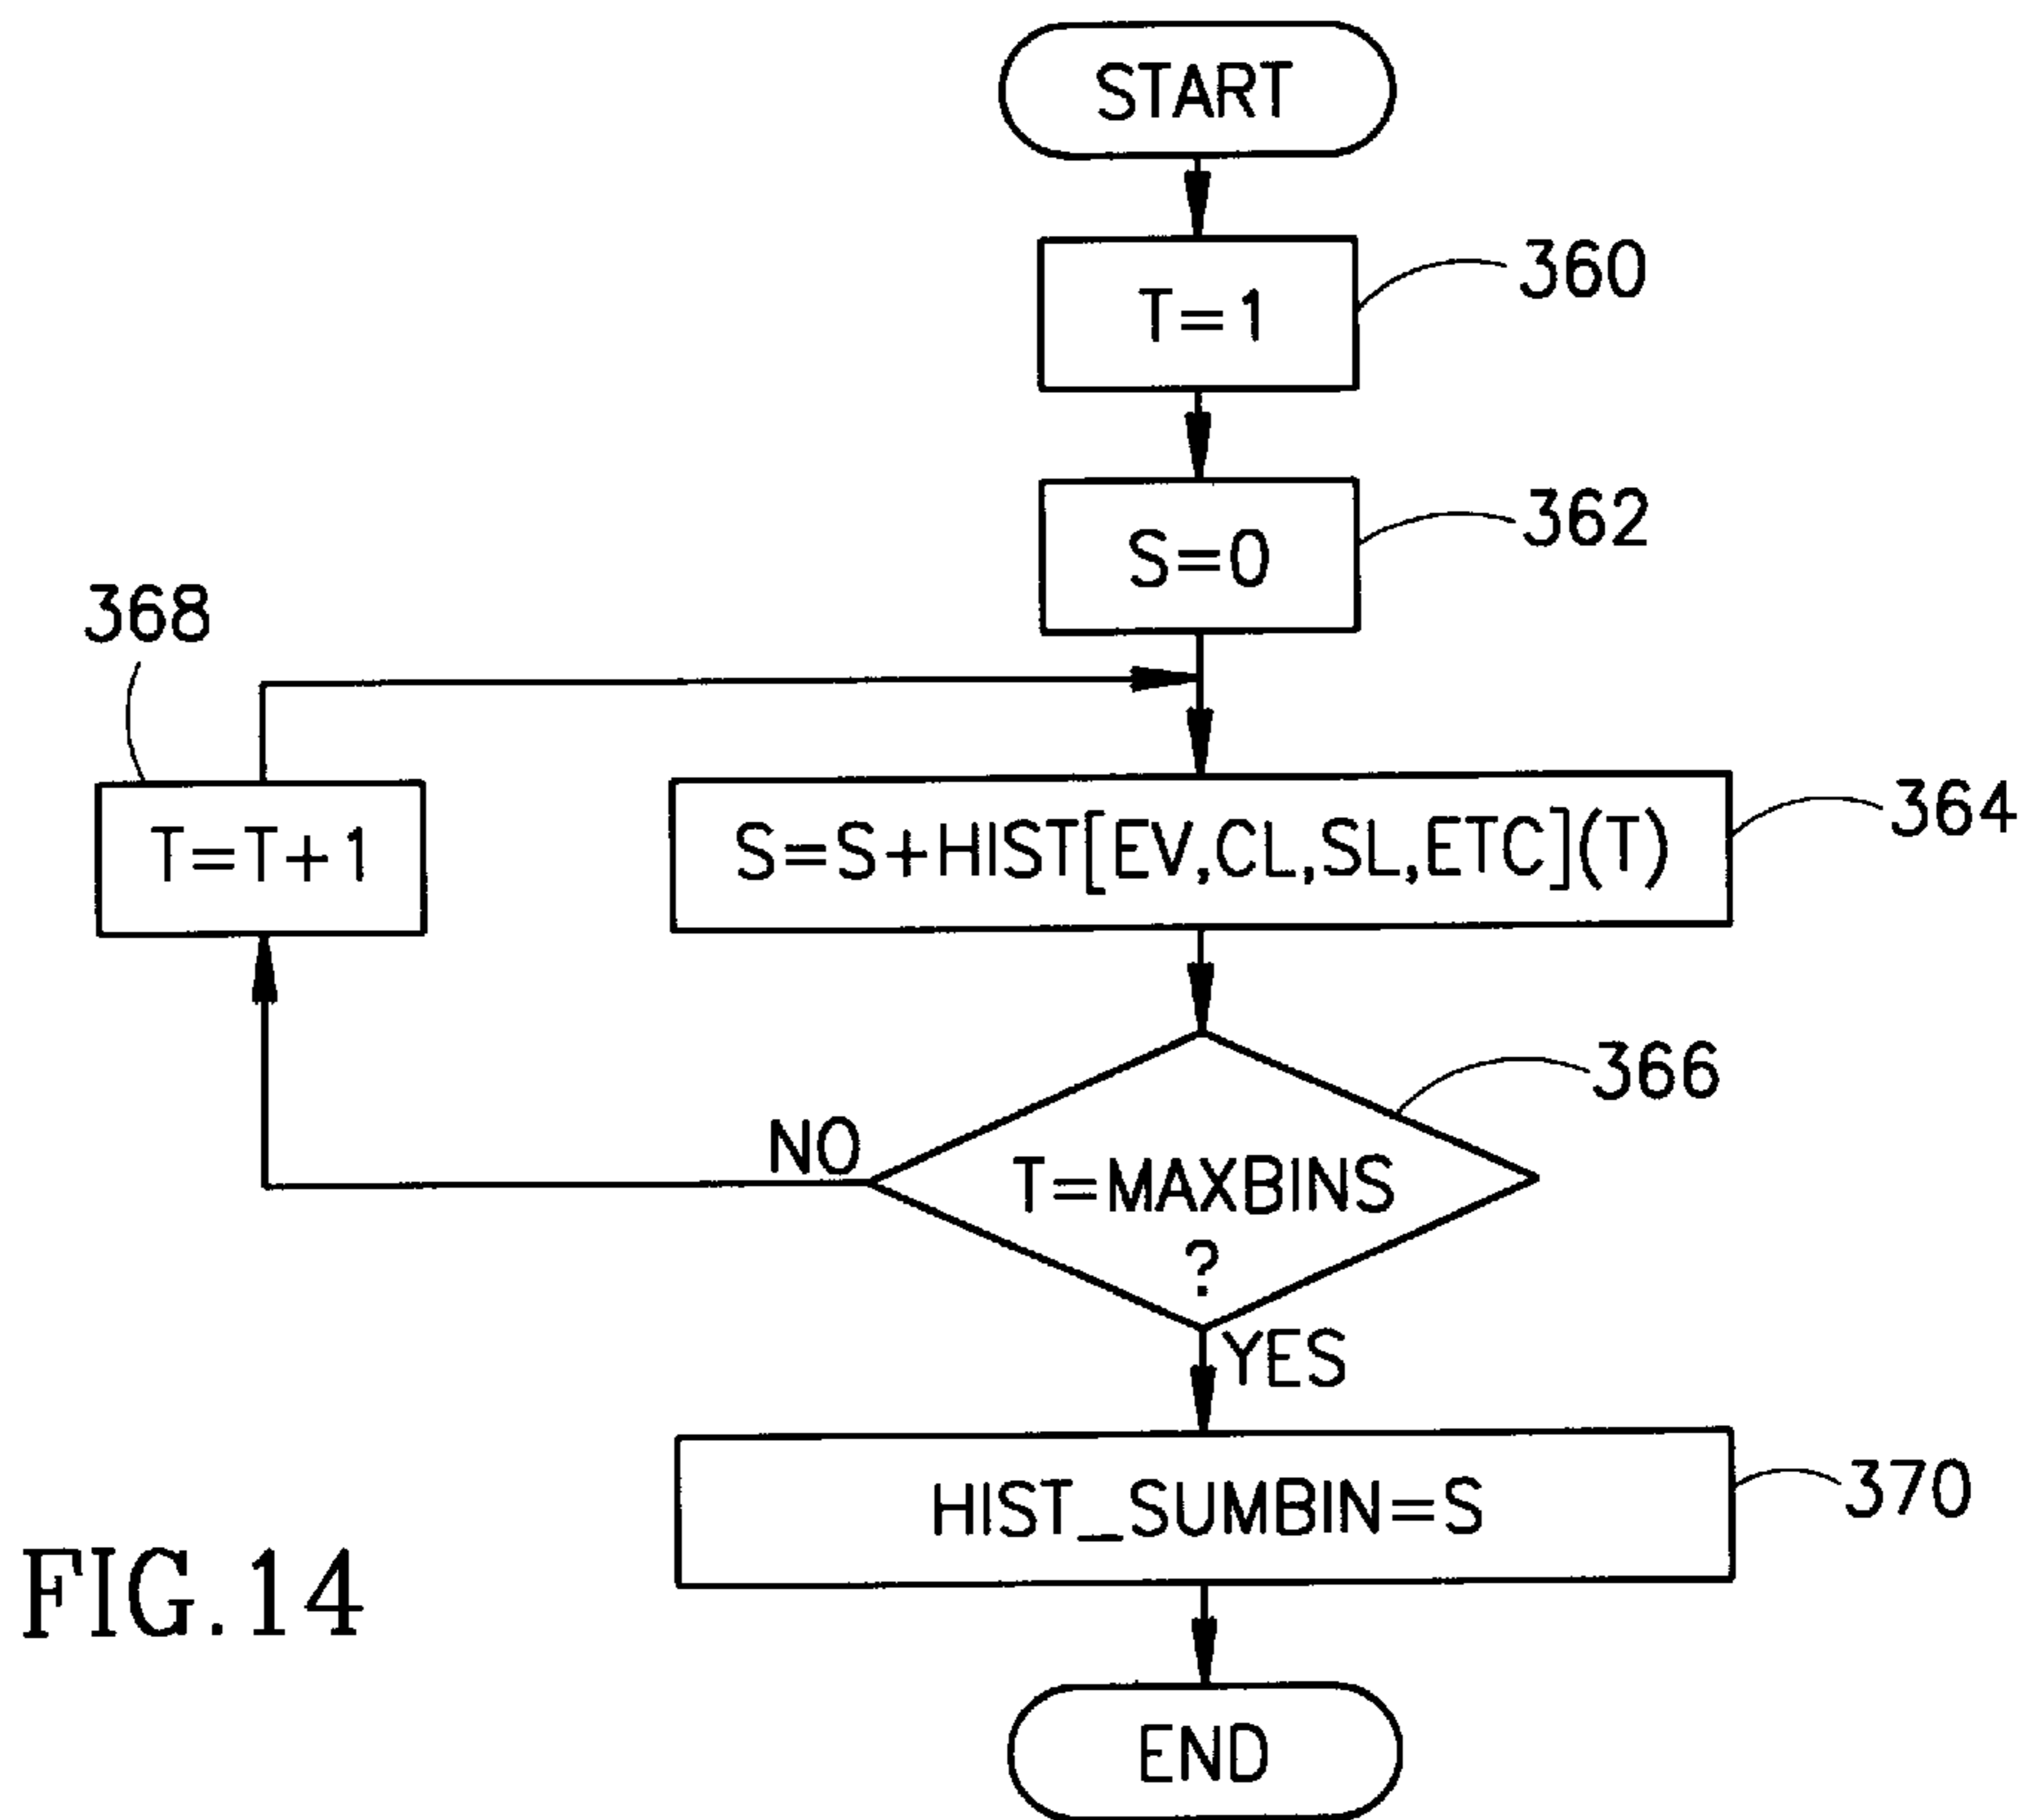 START
T=1
360
S=0
362
368
T=T+1
S=S+HIST[EV,CL,SL,ETC](T)
364
366
NO
T=MAXBINS
?
YES
HIST_SUMBIN=S
370
FIG.14
END